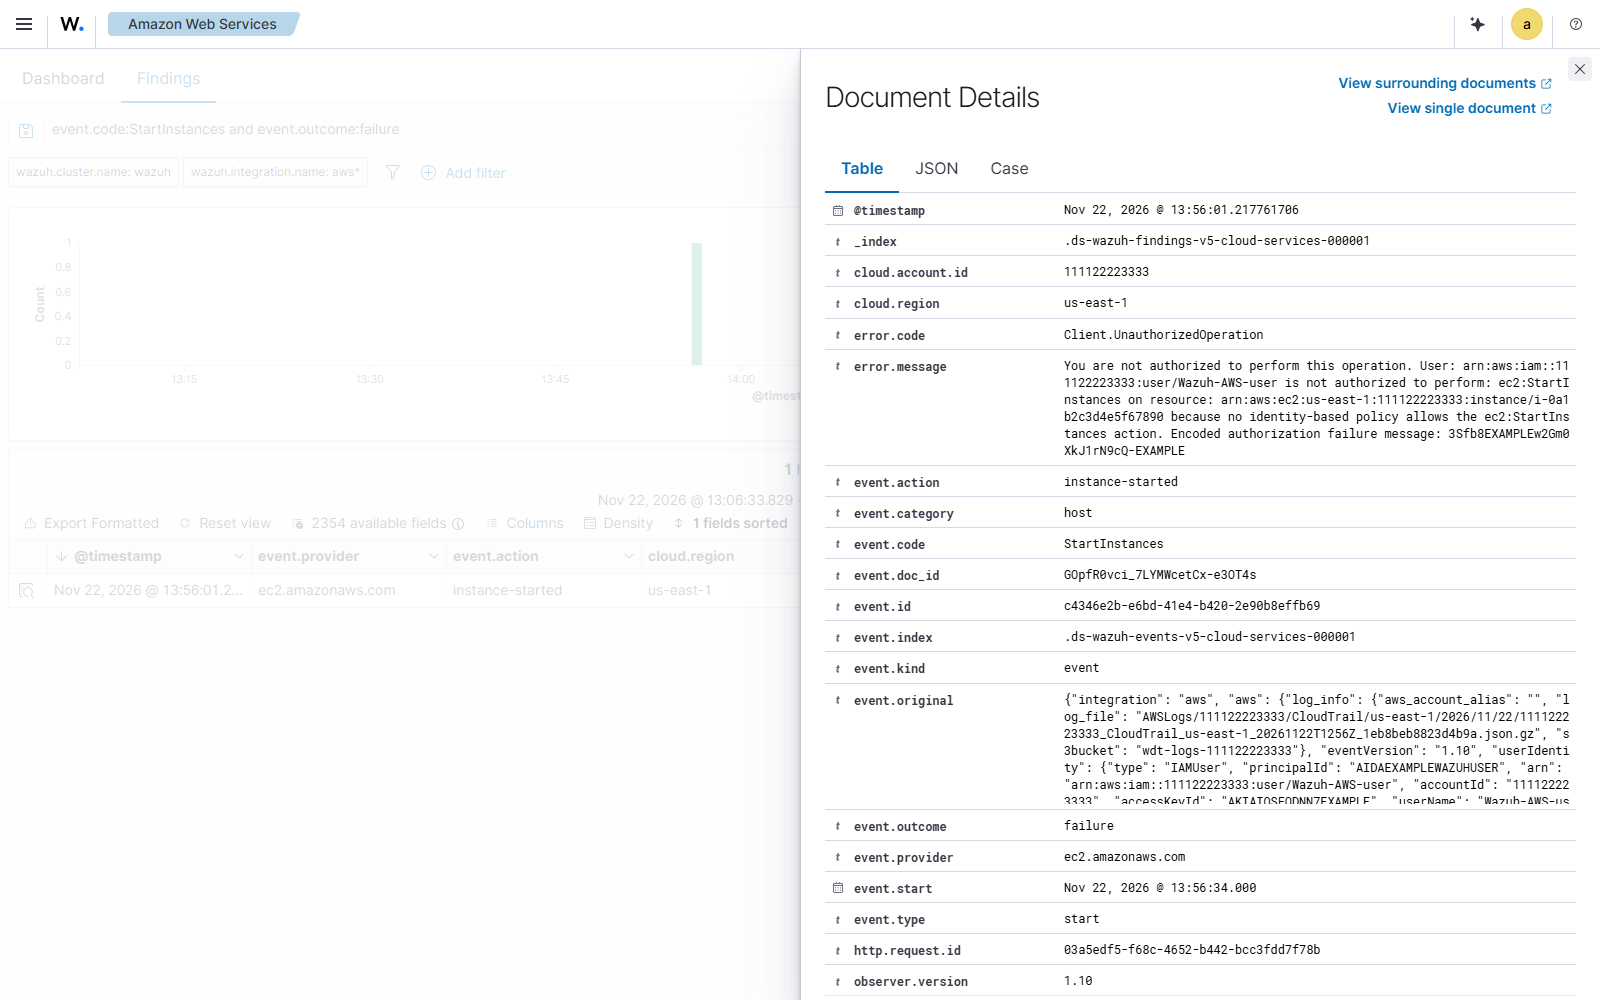 W.
Amazon Web Services
a
Dashboard
Findings
event.code:StartInstances and event.outcome:failure
wazuh.cluster.name: wazuh
wazuh.integration.name: aws*
Add filter
Count
1
0.8
0.6
0.4
0.2
0
13:15
13:30
13:45
14:00
@timest
1 h
Nov 22, 2026 @ 13:06:33.829 -
Export Formatted
Reset view
2354 available fields
Columns
Density
1 fields sorted
@timestamp
event.provider
event.action
cloud.region
Nov 22, 2026 @ 13:56:01.2...
ec2.amazonaws.com
instance-started
us-east-1
Document Details
View surrounding documents
View single document
Table
JSON
Case
@timestamp
Nov 22, 2026 @ 13:56:01.217761706
t _index
.ds-wazuh-findings-v5-cloud-services-000001
t cloud.account.id
111122223333
t cloud.region
us-east-1
t error.code
Client.UnauthorizedOperation
t error.message
You are not authorized to perform this operation. User: arn:aws:iam::11
1122223333:user/Wazuh-AWS-user is not authorized to perform: ec2:StartI
nstances on resource: arn:aws:ec2:us-east-1:111122223333:instance/i-0a1
b2c3d4e5f67890 because no identity-based policy allows the ec2:StartIns
tances action. Encoded authorization failure message: 3Sfb8EXAMPLEw2Gm0
XkJ1rN9cQ-EXAMPLE
t event.action
instance-started
t event.category
host
t event.code
StartInstances
t event.doc_id
GOpfR0vci_7LYMWcetCx-e3OT4s
t event.id
c4346e2b-e6bd-41e4-b420-2e90b8effb69
t event.index
.ds-wazuh-events-v5-cloud-services-000001
t event.kind
event
t event.original
{"integration": "aws", "aws": {"log_info": {"aws_account_alias": "", "l
og_file": "AWSLogs/111122223333/CloudTrail/us-east-1/2026/11/22/1111222
23333_CloudTrail_us-east-1_20261122T1256Z_1eb8beb8823d4b9a.json.gz", "s
3bucket": "wdt-logs-111122223333"}, "eventVersion": "1.10", "userIdenti
ty": {"type": "IAMUser", "principalId": "AIDAEXAMPLEWAZUHUSER", "arn":
"arn:aws:iam::111122223333:user/Wazuh-AWS-user", "accountId": "11112222
3333", "accessKeyId": "AKIAIOSFODNN7EXAMPLE", "userName": "Wazuh-AWS-us
t event.outcome
failure
t event.provider
ec2.amazonaws.com
event.start
Nov 22, 2026 @ 13:56:34.000
t event.type
start
t http.request.id
03a5edf5-f68c-4652-b442-bcc3fdd7f78b
t observer.version
1.10